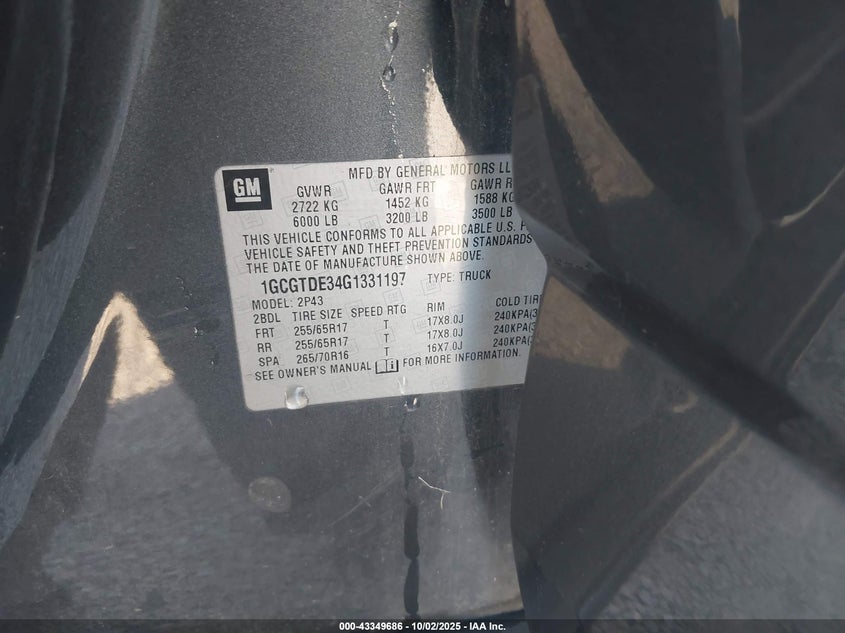 MFD BY GENERAL MOTORS LL
GM
GVWR GAWR FRT GAWR R
2722 KG 1452 KG 1588 KG
6000 LB 3200 LB 3500 LB
THIS VEHICLE CONFORMS TO ALL APPLICABLE U.S. F
VEHICLE SAFETY AND THEFT PREVENTION STANDARDS
THE DATE OF MANUFACTURE SHOWN ABOVE.
1GCGTDE34G1331197 TYPE: TRUCK
MODEL: 2P43
2BDL TIRE SIZE SPEED RTG RIM COLD TIR
FRT 255/65R17 T 17X8.0J 240KPA(3
RR 255/65R17 T 17X8.0J 240KPA(3
SPA 265/70R16 T 16X7.0J 240KPA(3
SEE OWNER'S MANUAL FOR MORE INFORMATION.
000-43349686 - 10/02/2025 - IAA Inc.